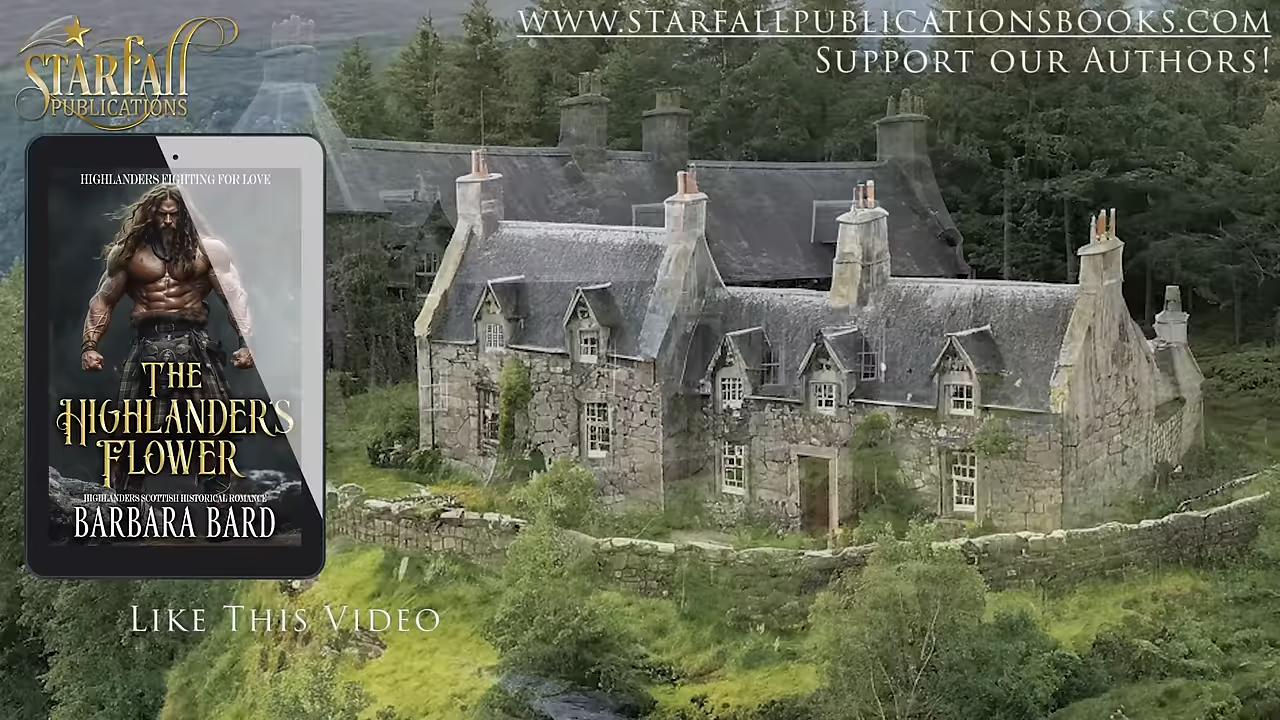 STARFALL
PUBLICATIONS
WWW.STARFALLPUBLICATIONSBOOKS.COM
SUPPORT OUR AUTHORS!
HIGHLANDERS FIGHTING FOR LOVE
THE
HIGHLANDER'S
FLOWER
HIGHLANDERS SCOTTISH HISTORICAL ROMANCE
BARBARA BARD
LIKE THIS VIDEO